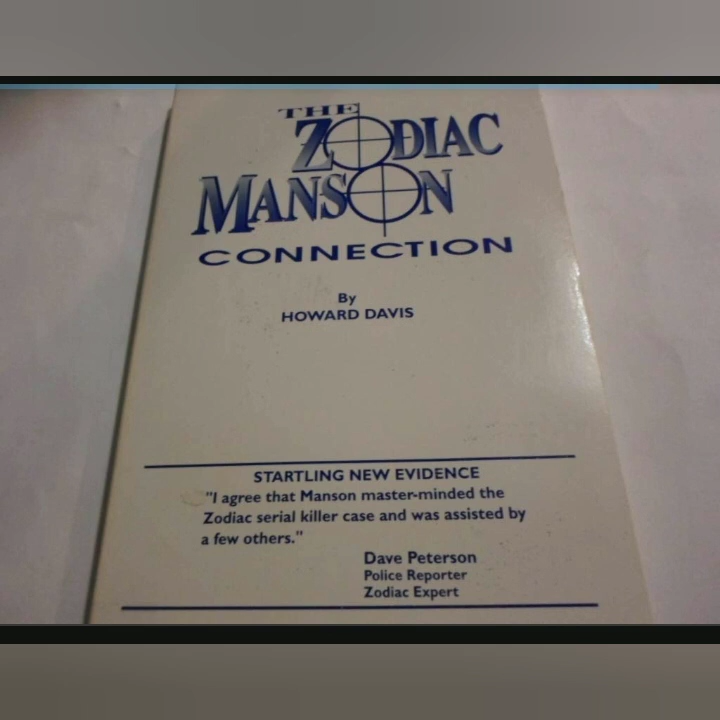 THE
ZODIAC
MANSON
CONNECTION
By
HOWARD DAVIS
STARTLING NEW EVIDENCE
"I agree that Manson master-minded the
Zodiac serial killer case and was assisted by
a few others."
Dave Peterson
Police Reporter
Zodiac Expert